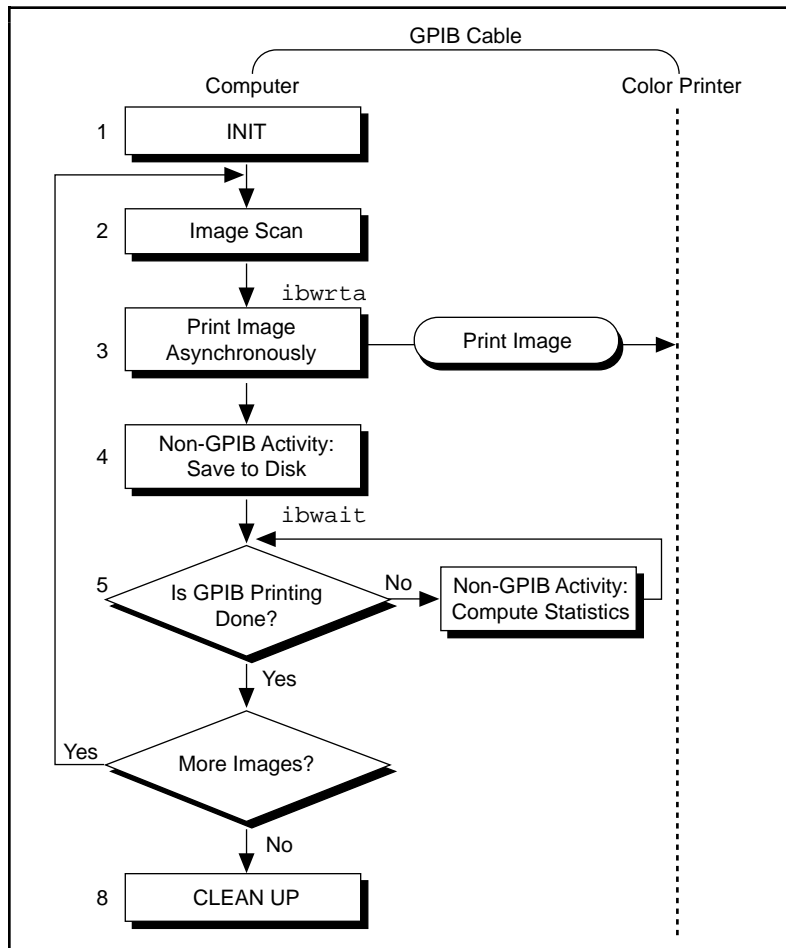 GPIB Cable
Computer
Color Printer
1
INIT
2
Image Scan
ibwrta
3
Print Image
Asynchronously
Print Image
4
Non-GPIB Activity:
Save to Disk
ibwait
5
Is GPIB Printing
Done?
No
Non-GPIB Activity:
Compute Statistics
Yes
Yes
More Images?
No
8
CLEAN UP